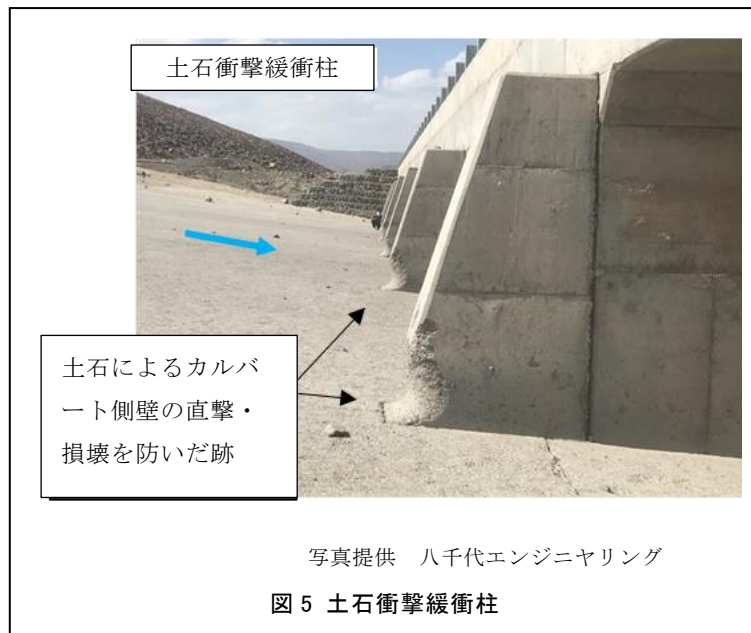 土石衝撃緩衝柱
土石によるカルバ
ート側壁の直撃・
損壊を防いだ跡
写真提供　八千代エンジニヤリング
図 5 土石衝撃緩衝柱